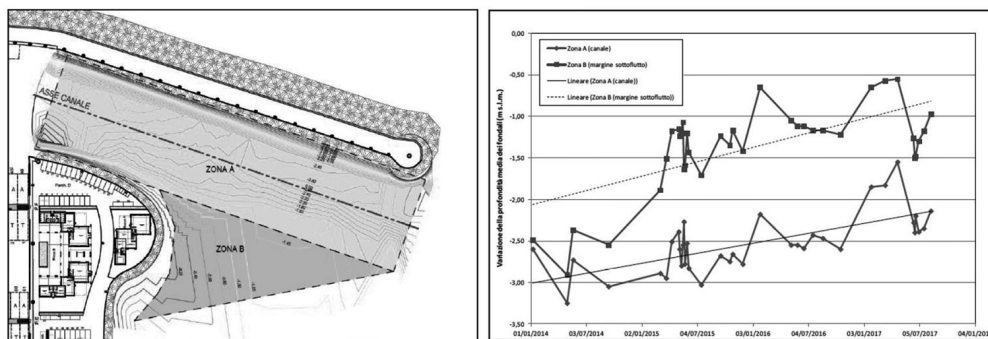 ASSE CANALE
ZONA A
ZONA B
Variazione della profondità media dei fondali (m s.l.m.)
0,00
-0,50
-1,00
-1,50
-2,00
-2,50
-3,00
-3,50
Zona A (canale)
Zona B (margine sottoflutto)
Lineare (Zona A (canale))
Lineare (Zona B (margine sottoflutto))
01/01/2014
03/07/2014
02/01/2015
04/07/2015
03/01/2016
04/07/2016
03/01/2017
05/07/2017